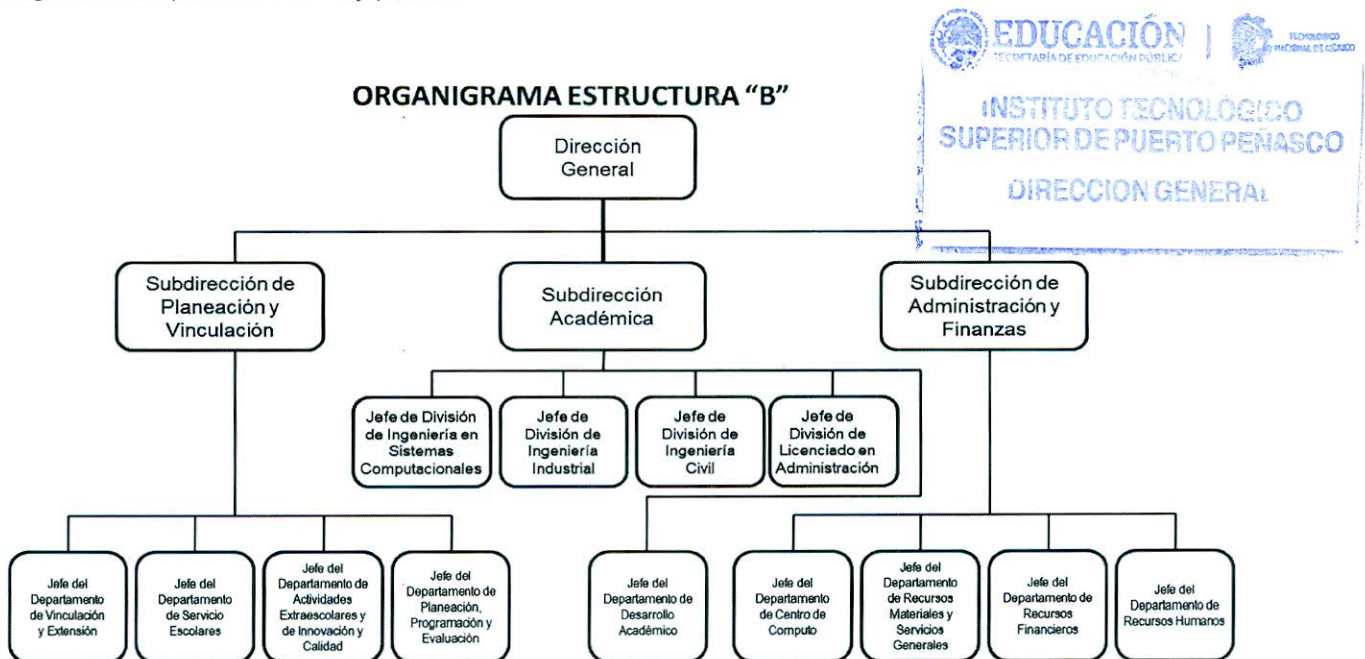 EDUCACIÓN
SECRETARÍA DE EDUCACIÓN PÚBLICA
TECNOLÓGICO
NACIONAL DE MÉXICO
INSTITUTO TECNOLÓGICO
SUPERIOR DE PUERTO PEÑASCO
DIRECCION GENERAL
ORGANIGRAMA ESTRUCTURA “B”
Dirección
General
Subdirección de
Planeación y
Vinculación
Subdirección
Académica
Subdirección de
Administración y
Finanzas
Jefe de División
de Ingeniería en
Sistemas
Computacionales
Jefe de
División de
Ingeniería
Industrial
Jefe de
División de
Ingeniería
Civil
Jefe de
División de
Licenciado en
Administración
Jefe del
Departamento
de Vinculación
y Extensión
Jefe del
Departamento
de Servicio
Escolares
Jefe del
Departamento de
Actividades
Extraescolares y
de Innovación y
Calidad
Jefe del
Departamento de
Planeación,
Programación y
Evaluación
Jefe del
Departamento de
Desarrollo
Académico
Jefe del
Departamento
de Centro de
Computo
Jefe del
Departamento
de Recursos
Materiales y
Servicios
Generales
Jefe del
Departamento de
Recursos
Financieros
Jefe del
Departamento de
Recursos Humanos